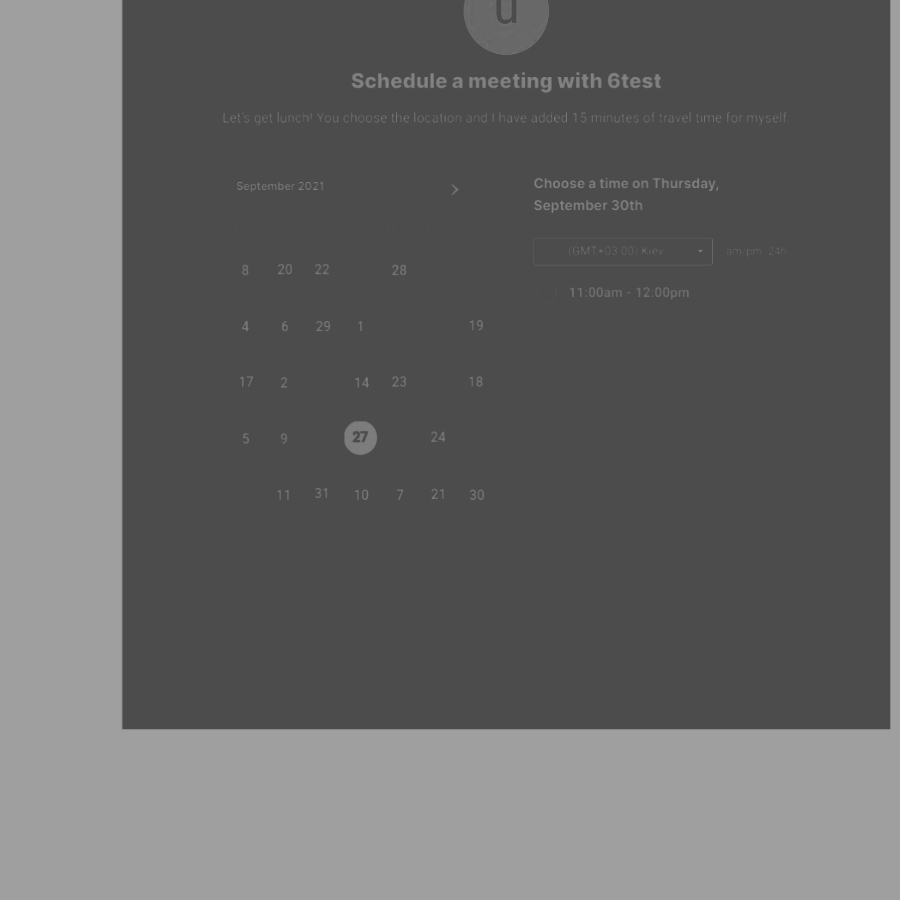 u
Schedule a meeting with 6test
Let's get lunch! You choose the location and I have added 15 minutes of travel time for myself.
September 2021
8 20 22 28
4 6 29 1 19
17 2 14 23 18
5 9 27 24
11 31 10 7 21 30
Choose a time on Thursday,
September 30th
(GMT+03:00) Kiev
am/pm 24h
11:00am - 12:00pm